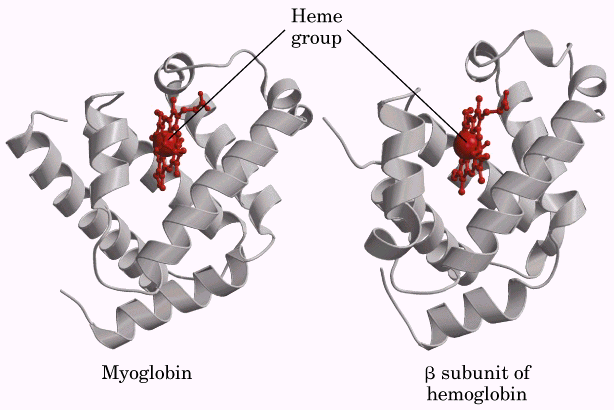 Heme
group
Myoglobin
β subunit of
hemoglobin